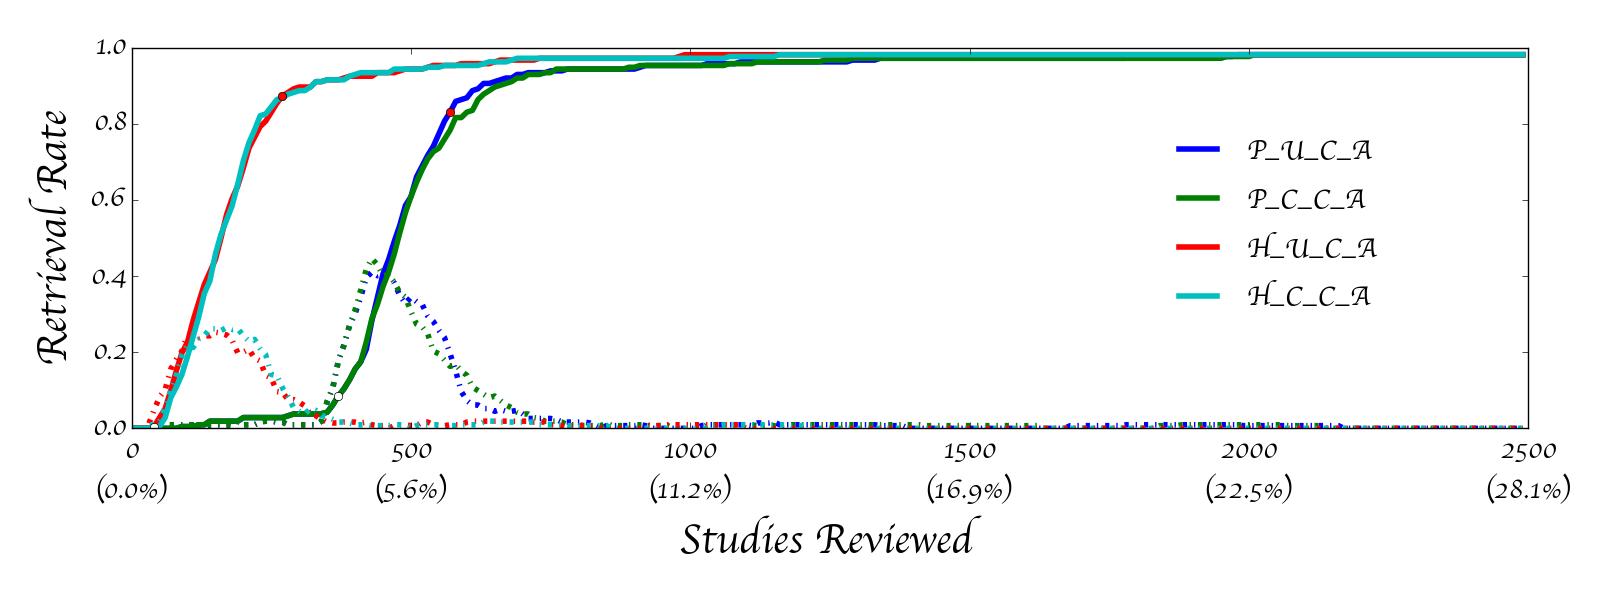 Retrieval Rate
1.0
0.8
0.6
0.4
0.2
0.0
P_U_C_A
P_C_C_A
H_U_C_A
H_C_C_A
0 500 1000 1500 2000 2500
(0.0%) (5.6%) (11.2%) (16.9%) (22.5%) (28.1%)
Studies Reviewed